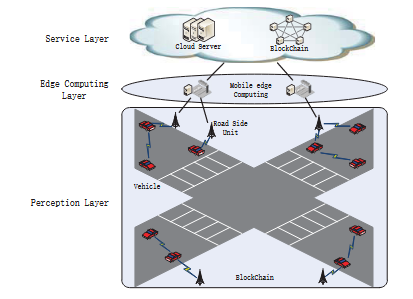 Service Layer
Cloud Server
BlockChain
Edge Computing
Layer
Mobile edge
Computing
Road Side
Unit
Vehicle
Perception Layer
BlockChain